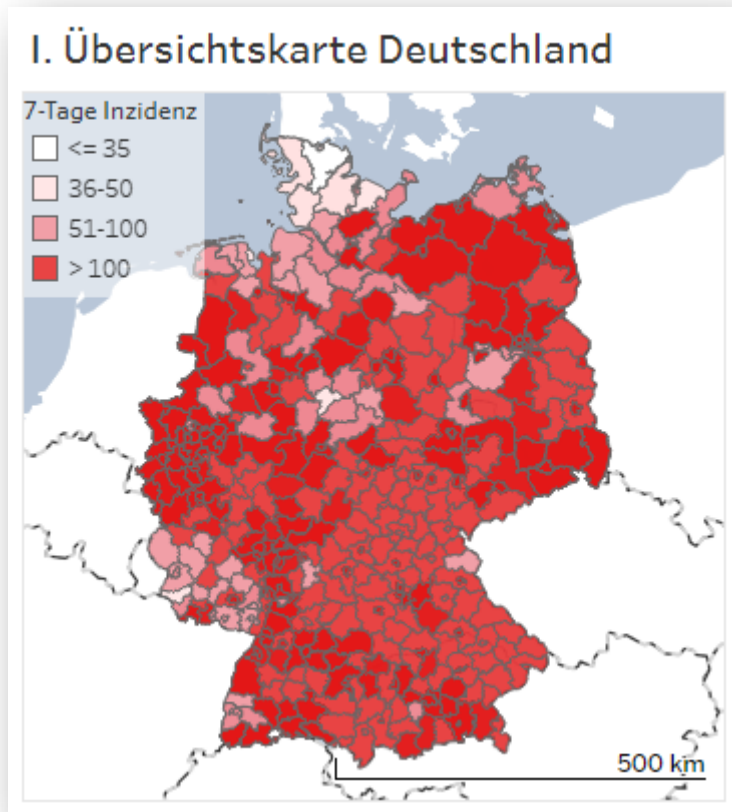 I. Übersichtskarte Deutschland
7-Tage Inzidenz
<= 35
36-50
51-100
> 100
500 km